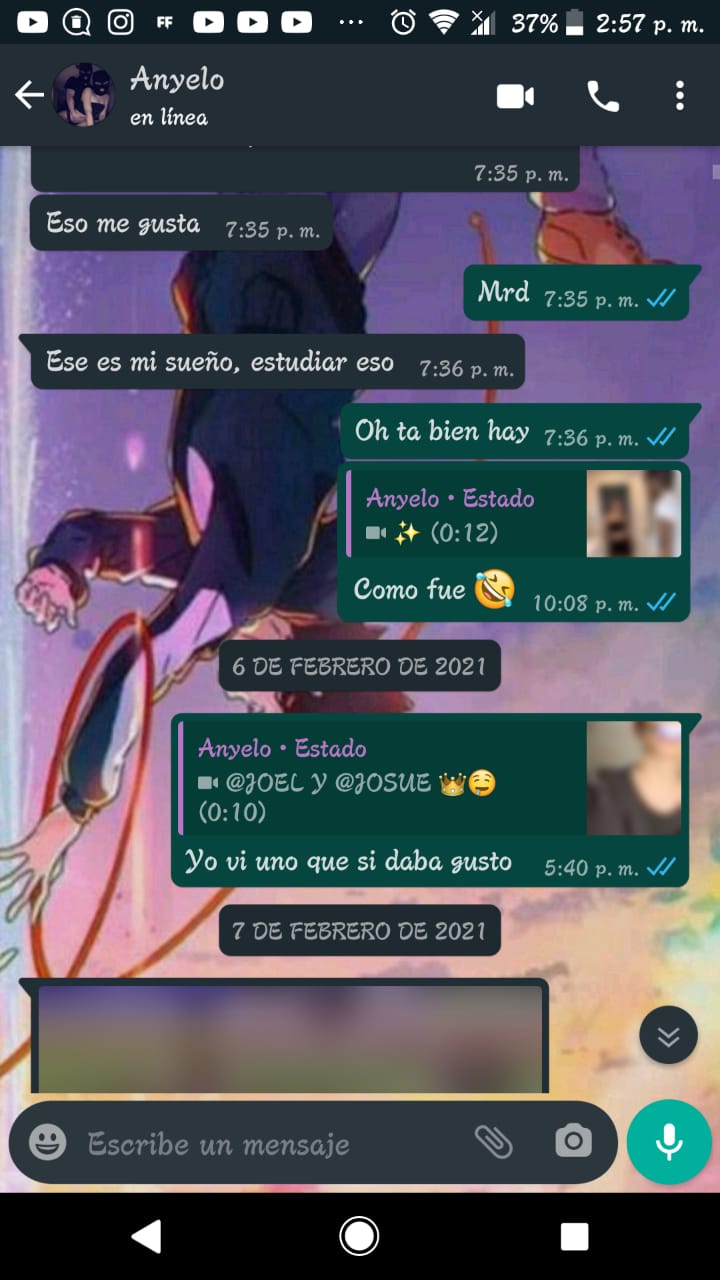 FF
37%
2:57 p. m.
Anyelo
en línea
7:35 p. m.
Eso me gusta 7:35 p. m.
Mrd 7:35 p. m.
Ese es mi sueño, estudiar eso 7:36 p. m.
Oh ta bien hay 7:36 p. m.
Anyelo • Estado
✨ (0:12)
Como fue 🤣 10:08 p. m.
6 DE FEBRERO DE 2021
Anyelo • Estado
@JOEL Y @JOSUE 👑🤤
(0:10)
Yo vi uno que si daba gusto 5:40 p. m.
7 DE FEBRERO DE 2021
Escribe un mensaje